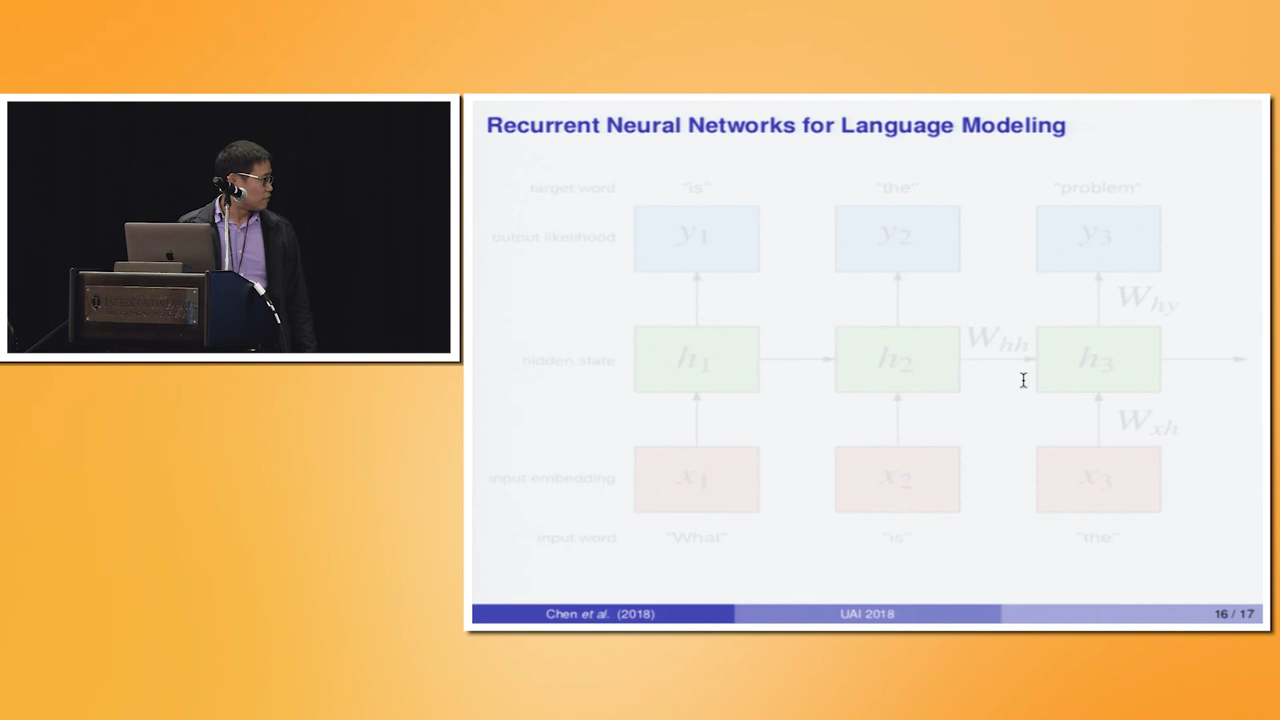 Recurrent Neural Networks for Language Modeling
target word "is" "the" "problem"
output likelihood y1 y2 y3
Why
hidden state h1 h2 Whh h3
Wxh
input embedding x1 x2 x3
input word "What" "is" "the"
Chen et al. (2018) UAI 2018 16 / 17
INTERCONTINENTAL